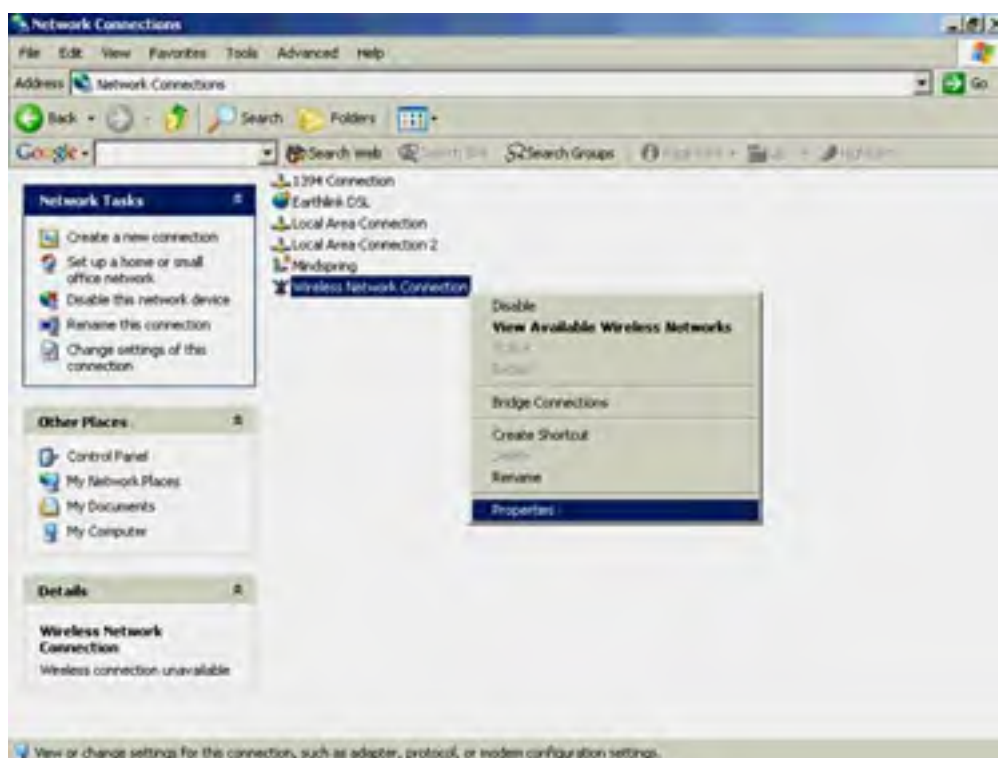 Network Connections
File Edit View Favorites Tools Advanced Help
Address Network Connections Go
Back Search Folders
Google Search Web Search Groups
Network Tasks
Create a new connection
Set up a home or small
office network
Disable this network device
Rename this connection
Change settings of this
connection
Other Places
Control Panel
My Network Places
My Documents
My Computer
Details
Wireless Network
Connection
Wireless connection unavailable
1394 Connection
Earthlink DSL
Local Area Connection
Local Area Connection 2
Mindspring
Wireless Network Connection
Disable
View Available Wireless Networks
Bridge Connections
Create Shortcut
Rename
Properties
View or change settings for this connection, such as adapter, protocol, or modem configuration settings.